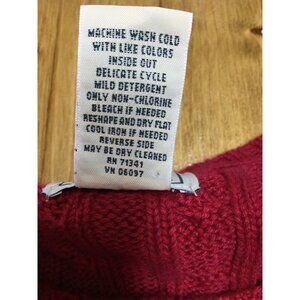 MACHINE WASH COLD
WITH LIKE COLORS
INSIDE OUT
DELICATE CYCLE
MILD DETERGENT
ONLY NON-CHLORINE
BLEACH IF NEEDED
RESHAPE AND DRY FLAT
COOL IRON IF NEEDED
REVERSE SIDE
MAY BE DRY CLEANED
RN 71341
VN 06097